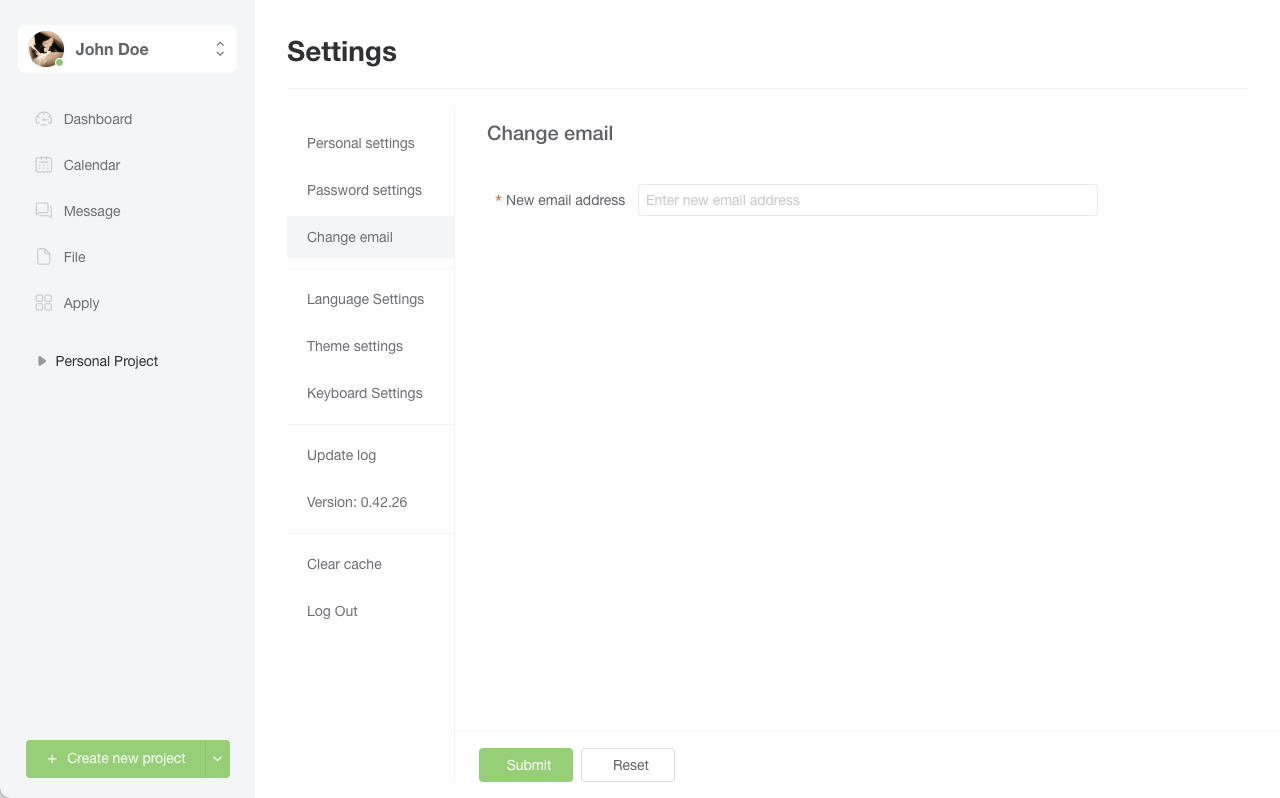 John Doe
Dashboard
Calendar
Message
File
Apply
Personal Project
Create new project
Settings
Personal settings
Password settings
Change email
Language Settings
Theme settings
Keyboard Settings
Update log
Version: 0.42.26
Clear cache
Log Out
Change email
* New email address
Enter new email address
Submit
Reset